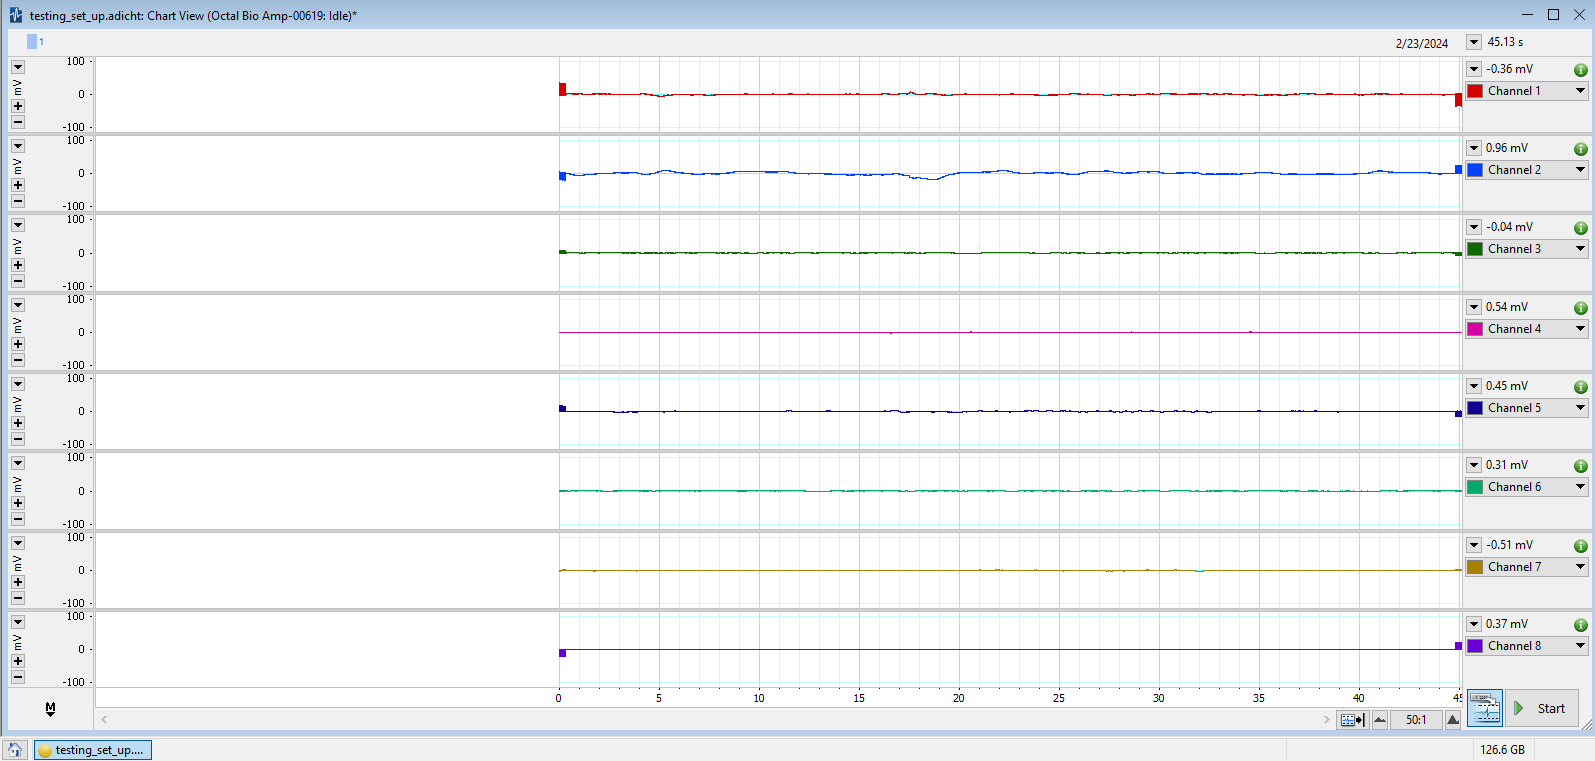 testing_set_up.adicht: Chart View (Octal Bio Amp-00619: Idle)*
1
2/23/2024
45.13 s
100
mV
0
-100
-0.36 mV
Channel 1
100
mV
0
-100
0.96 mV
Channel 2
100
mV
0
-100
-0.04 mV
Channel 3
100
mV
0
-100
0.54 mV
Channel 4
100
mV
0
-100
0.45 mV
Channel 5
100
mV
0
-100
0.31 mV
Channel 6
100
mV
0
-100
-0.51 mV
Channel 7
100
mV
0
-100
0.37 mV
Channel 8
0 5 10 15 20 25 30 35 40 45
M
50:1
Start
testing_set_up....
126.6 GB